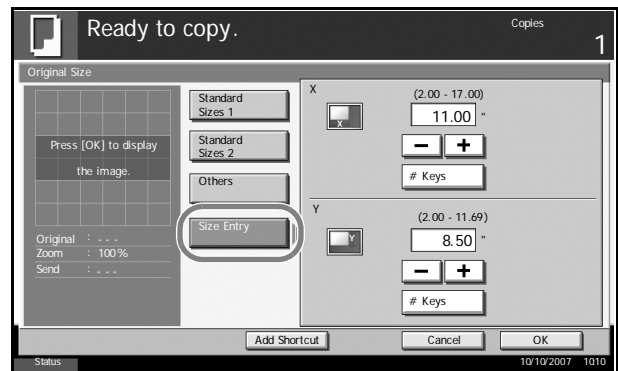 Ready to copy.
Copies
1
Original Size
Press [OK] to display
the image.
Original : - - -
Zoom : 100%
Send : - - -
Standard
Sizes 1
Standard
Sizes 2
Others
Size Entry
X
(2.00 - 17.00)
X
11.00 "
− +
# Keys
Y
(2.00 - 11.69)
Y
8.50 "
− +
# Keys
Add Shortcut
Cancel
OK
Status
10/10/2007 1010